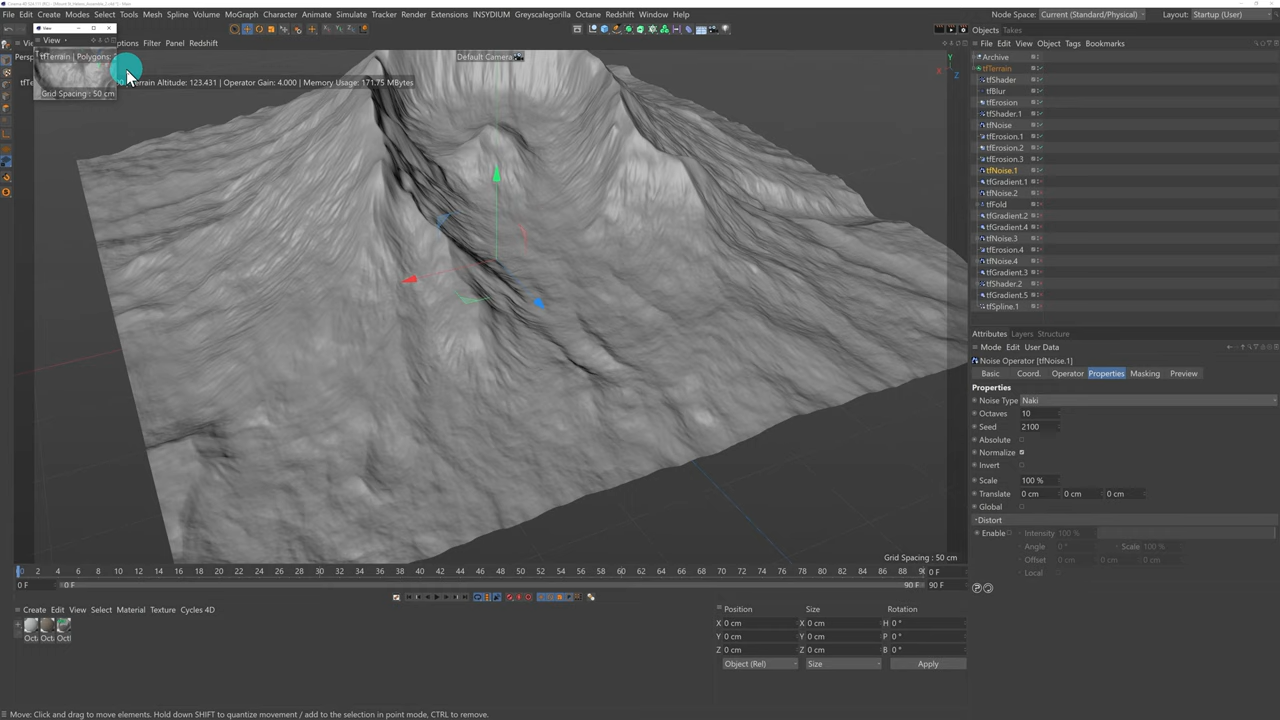 File Edit Create Modes Select Tools Mesh Spline Volume MoGraph Character Animate Simulate Tracker Render Extensions INSYDIUM Greyscalegorilla Octane Redshift Window Help
Node Space: Current (Standard/Physical) Layout: Startup (User)
View
View
Options Filter Panel Redshift
tfTerrain | Polygons:
Grid Spacing : 50 cm
Default Camera
Terrain Altitude: 123.431 | Operator Gain: 4.000 | Memory Usage: 171.75 MBytes
Y
X
Z
Grid Spacing : 50 cm
Objects Takes
File Edit View Object Tags Bookmarks
Archive
tfTerrain
tfShader
tfBlur
tfErosion
tfShader.1
tfNoise
tfErosion.1
tfErosion.2
tfErosion.3
tfNoise.1
tfGradient.1
tfNoise.2
tfFold
tfGradient.2
tfGradient.4
tfNoise.3
tfErosion.4
tfNoise.4
tfGradient.3
tfShader.2
tfGradient.5
tfSpline.1
Attributes Layers Structure
Mode Edit User Data
Noise Operator [tfNoise.1]
Basic Coord. Operator Properties Masking Preview
Properties
Noise Type Naki
Octaves 10
Seed 2100
Absolute
Normalize
Invert
Scale 100 %
Translate 0 cm 0 cm 0 cm
Global
Distort
Enable Intensity 100 %
Angle 0 ° Scale 100 %
Offset 0 cm 0 cm 0 cm
Local
0 2 4 6 8 10 12 14 16 18 20 22 24 26 28 30 32 34 36 38 40 42 44 46 48 50 52 54 56 58 60 62 64 66 68 70 72 74 76 78 80 82 84 86 88 90 0 F
0 F 0 F 90 F 90 F
Create Edit View Select Material Texture Cycles 4D
Oct Oct Oct
Position Size Rotation
X 0 cm X 0 cm H 0 °
Y 0 cm Y 0 cm P 0 °
Z 0 cm Z 0 cm B 0 °
Object (Rel) Size Apply
Move: Click and drag to move elements. Hold down SHIFT to quantize movement / add to the selection in point mode, CTRL to remove.